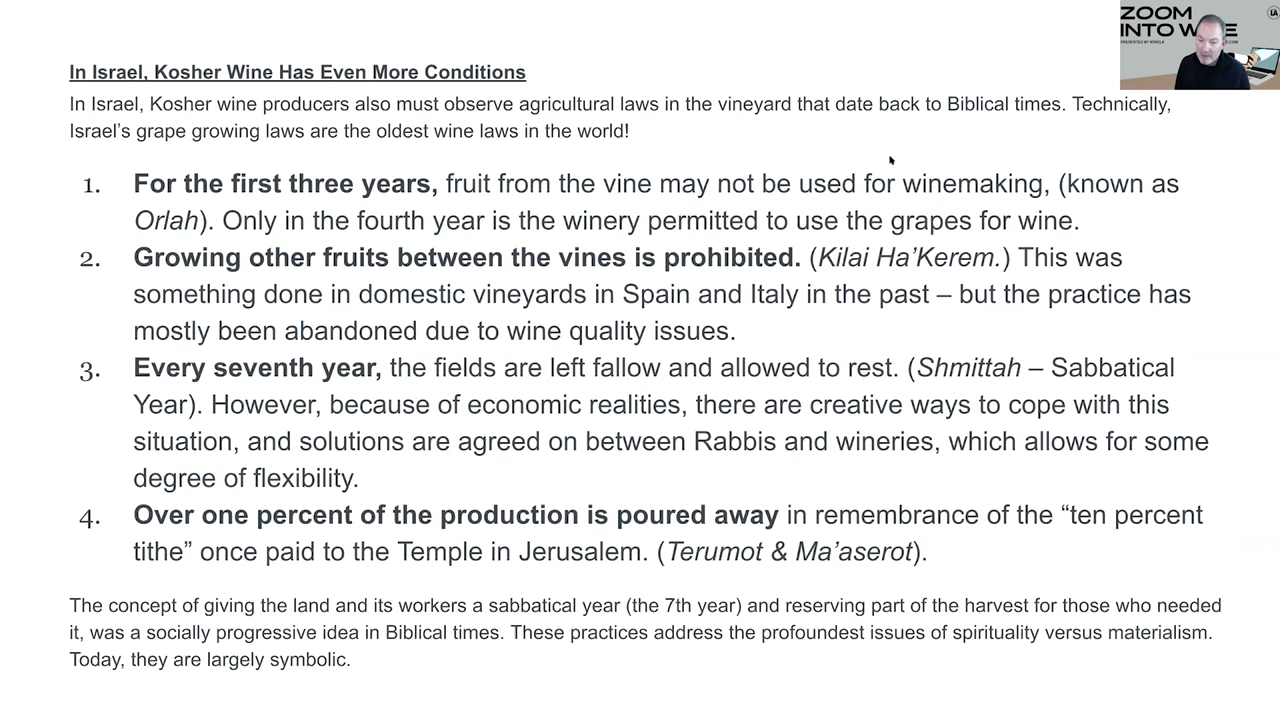 ZOOM
INTO W E
PRESENTED BY WINELA
In Israel, Kosher Wine Has Even More Conditions
In Israel, Kosher wine producers also must observe agricultural laws in the vineyard that date back to Biblical times. Technically,
Israel’s grape growing laws are the oldest wine laws in the world!
1. For the first three years, fruit from the vine may not be used for winemaking, (known as
Orlah). Only in the fourth year is the winery permitted to use the grapes for wine.
2. Growing other fruits between the vines is prohibited. (Kilai Ha’Kerem.) This was
something done in domestic vineyards in Spain and Italy in the past – but the practice has
mostly been abandoned due to wine quality issues.
3. Every seventh year, the fields are left fallow and allowed to rest. (Shmittah – Sabbatical
Year). However, because of economic realities, there are creative ways to cope with this
situation, and solutions are agreed on between Rabbis and wineries, which allows for some
degree of flexibility.
4. Over one percent of the production is poured away in remembrance of the “ten percent
tithe” once paid to the Temple in Jerusalem. (Terumot & Ma’aserot).
The concept of giving the land and its workers a sabbatical year (the 7th year) and reserving part of the harvest for those who needed
it, was a socially progressive idea in Biblical times. These practices address the profoundest issues of spirituality versus materialism.
Today, they are largely symbolic.